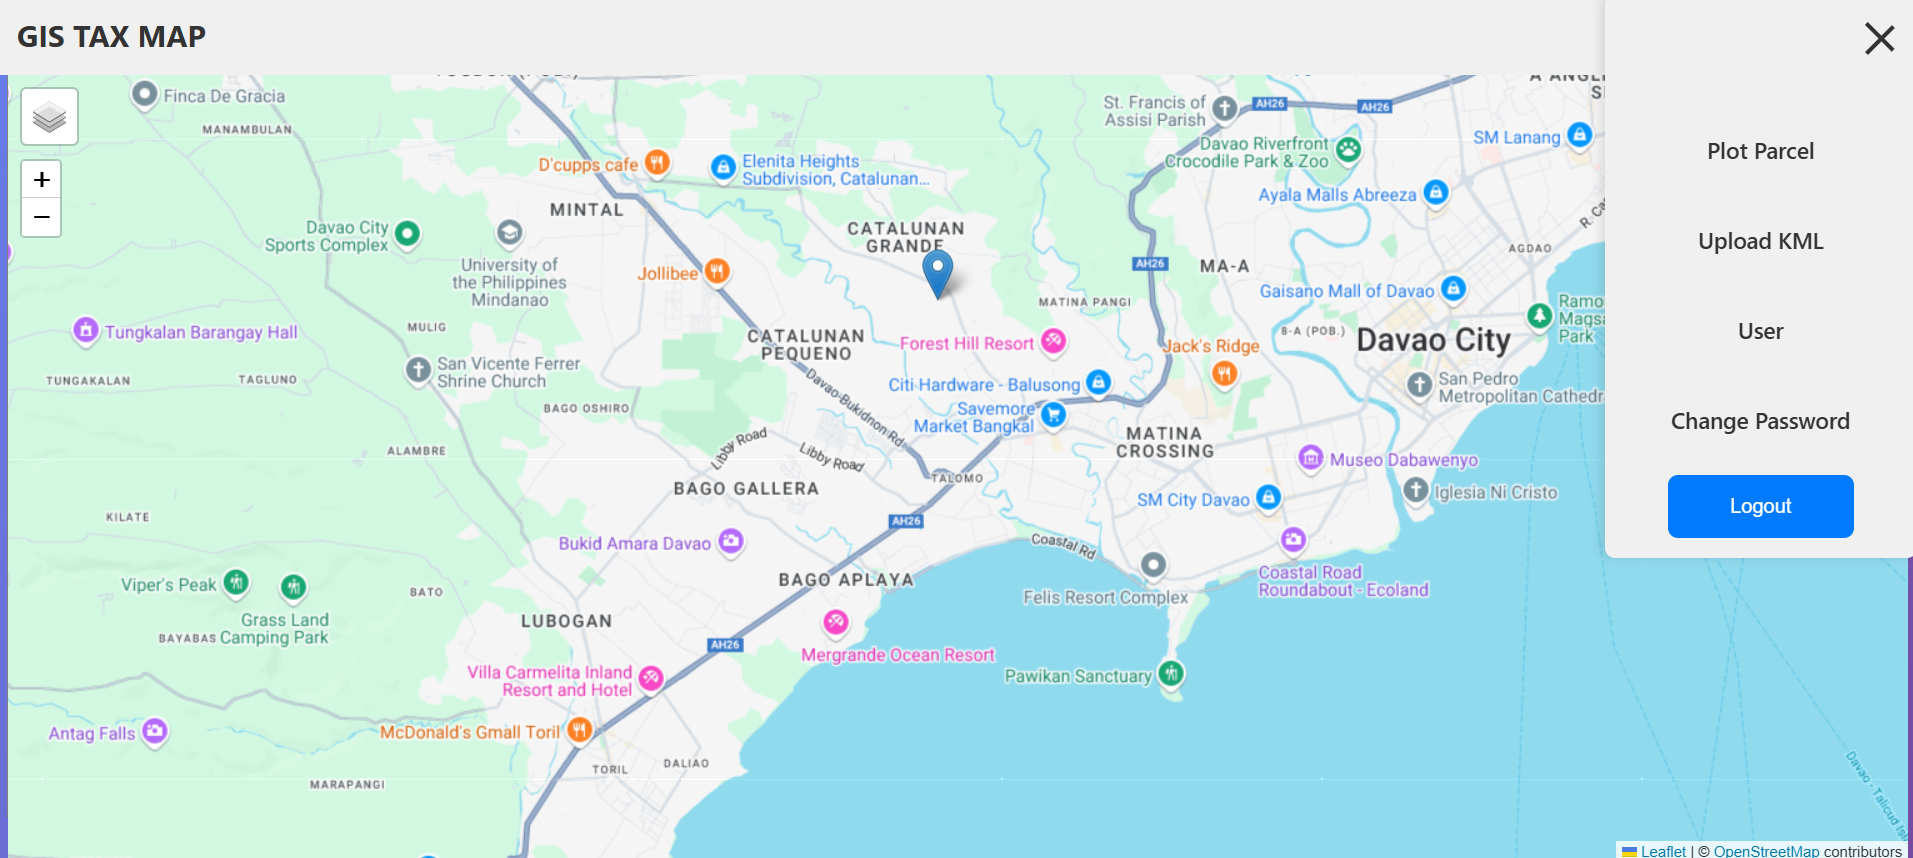 GIS TAX MAP
Plot Parcel
Upload KML
User
Change Password
Logout
+
−
Finca De Gracia
MANAMBULAN
D'cupps cafe
Elenita Heights
Subdivision, Catalunan...
St. Francis of
Assisi Parish
AH26
AH26
Davao Riverfront
Crocodile Park & Zoo
SM Lanang
Ayala Malls Abreeza
MINTAL
Davao City
Sports Complex
University of
the Philippines
Mindanao
CATALUNAN
GRANDE
Jollibee
AH26
MA-A
AGDAO
Gaisano Mall of Davao
MATINA PANGI
Tungkalan Barangay Hall
MULIG
CATALUNAN
PEQUENO
Forest Hill Resort
Jack's Ridge
8-A (POB.)
Davao City
San Vicente Ferrer
Shrine Church
TUNGAKALAN
TAGLUNO
BAGO OSHIRO
Davao-Bukidnon Rd
Citi Hardware - Balusong
Savemore
Market Bangkal
San Pedro
Metropolitan
MATINA
CROSSING
ALAMBRE
Libby Road
Libby Road
Museo Dabawenyo
TALOMO
BAGO GALLERA
SM City Davao
Iglesia Ni Cristo
KILATE
AH26
Bukid Amara Davao
Coastal Rd
BAGO APLAYA
Coastal Road
Roundabout - Ecoland
Viper's Peak
BATO
Felis Resort Complex
Grass Land
Camping Park
BAYABAS
LUBOGAN
AH26
Mergrande Ocean Resort
Villa Carmelita Inland
Resort and Hotel
Pawikan Sanctuary
Antag Falls
McDonald's Gmall Toril
TORIL
DALIAO
MARAPANGI
Leaflet | © OpenStreetMap contributors